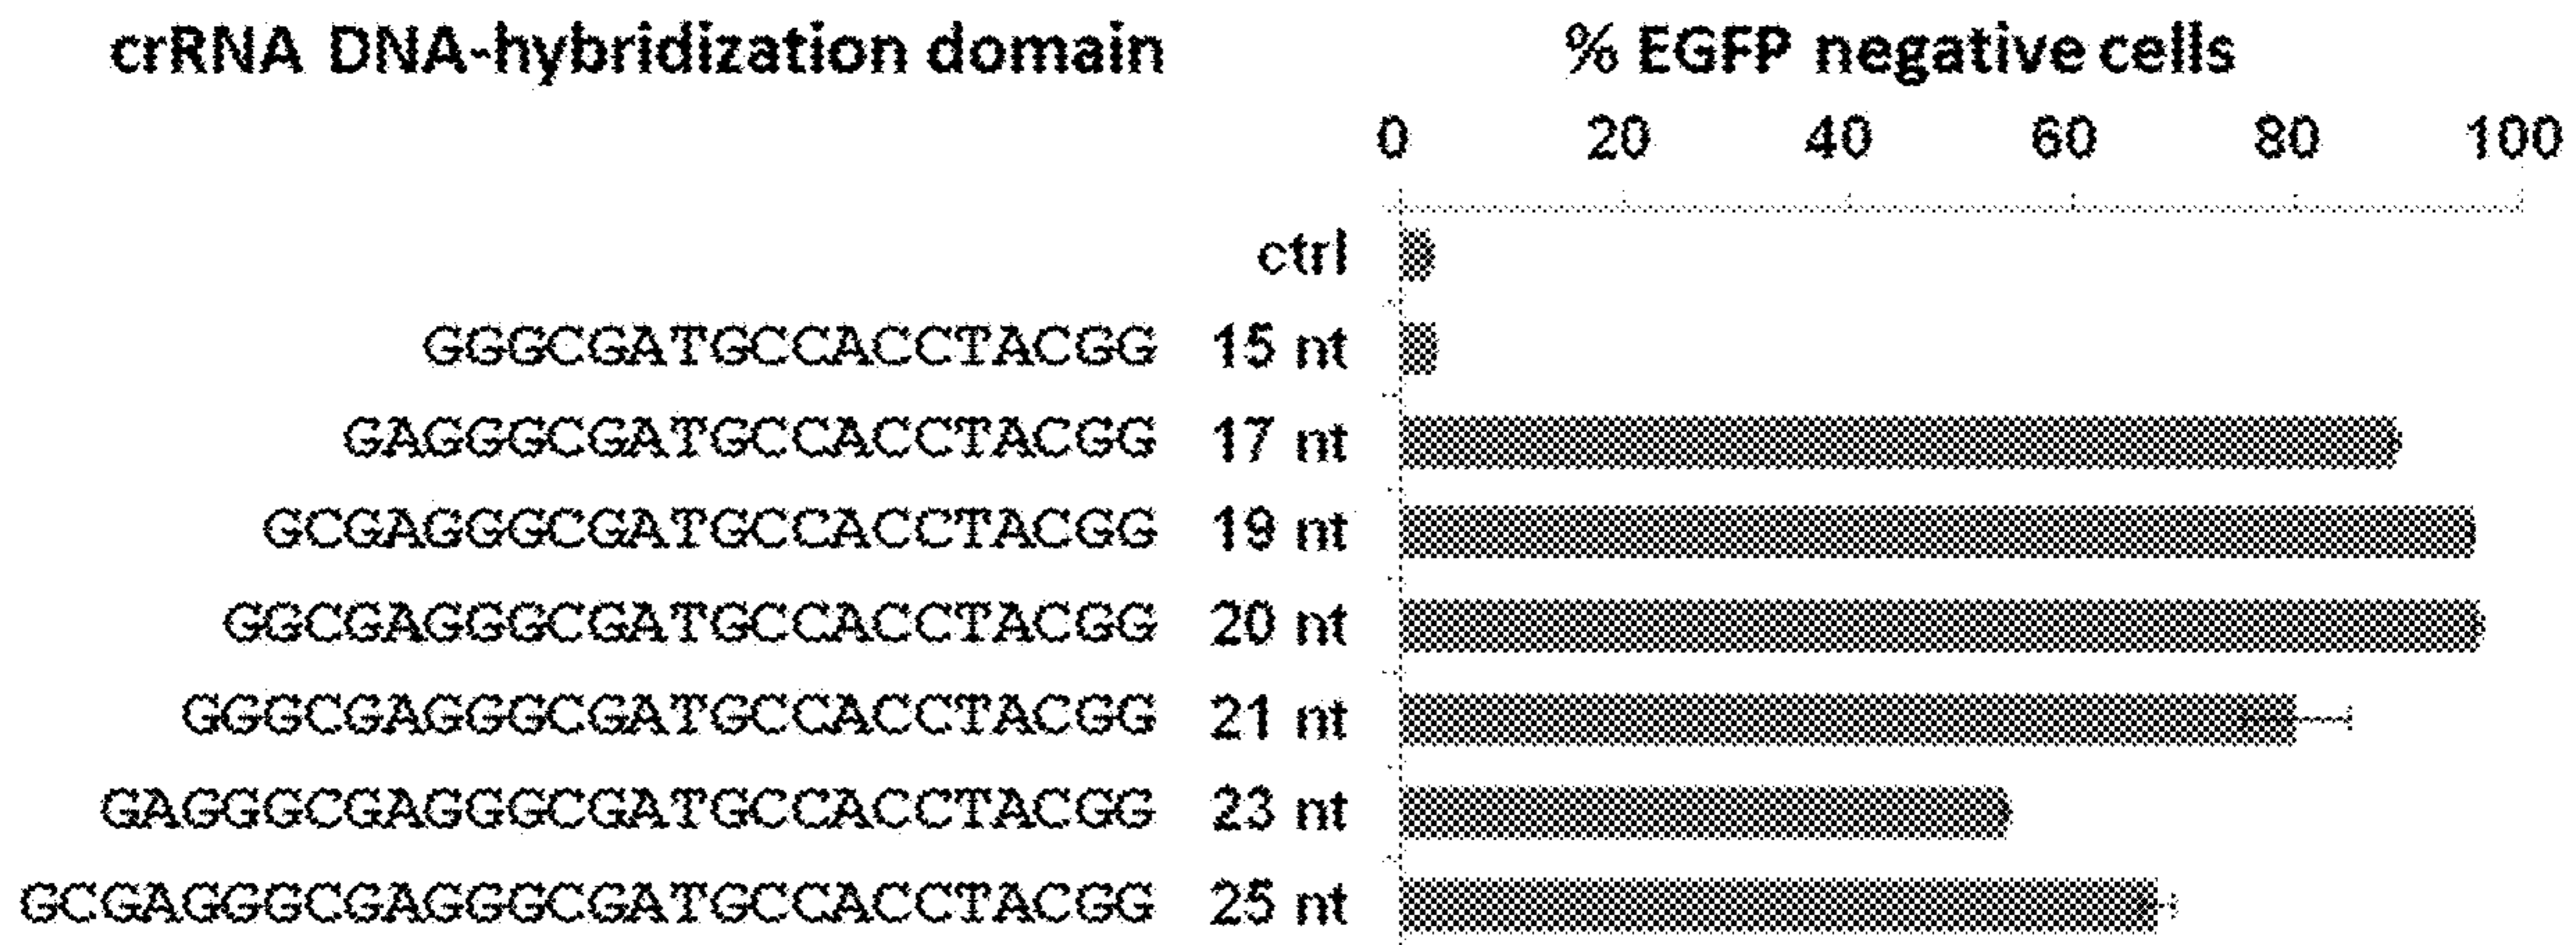 crRNA DNA-hybridization domain % EGFP negative cells
0 20 40 60 80 100
ctrl
GGGCGATGCCACCTACGG 15 nt
GAGGGCGATGCCACCTACGG 17 nt
GCGAGGGCGATGCCACCTACGG 19 nt
GGCGAGGGCGATGCCACCTACGG 20 nt
GGGCGAGGGCGATGCCACCTACGG 21 nt
GAGGGCGAGGGCGATGCCACCTACGG 23 nt
GCGAGGGCGAGGGCGATGCCACCTACGG 25 nt